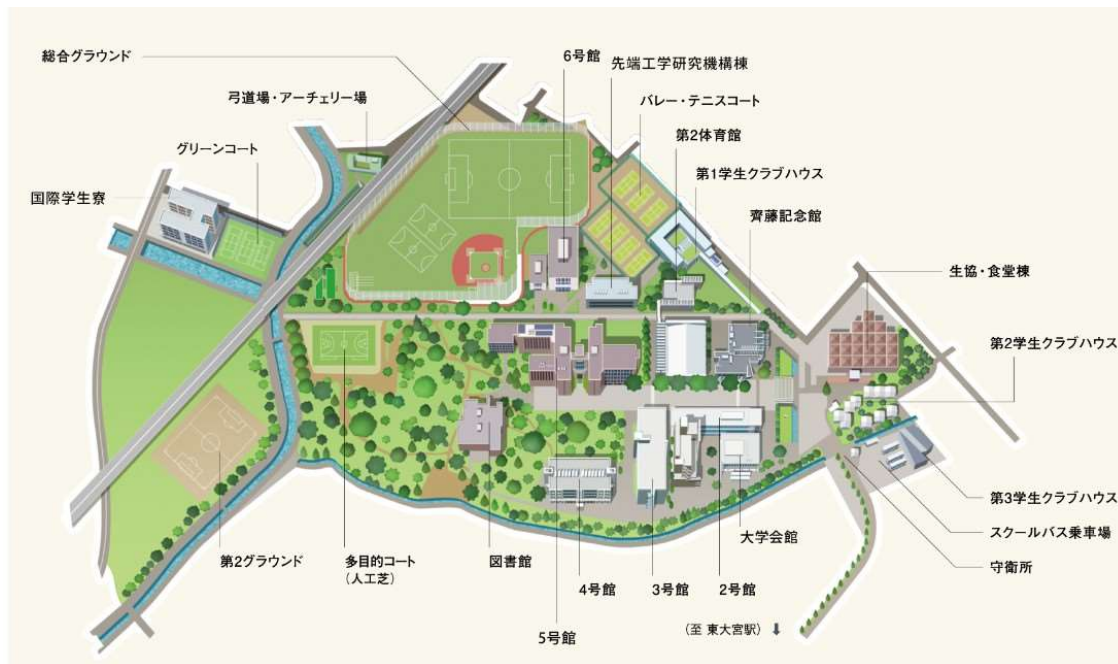 総合グラウンド
6号館
先端工学研究機構棟
弓道場・アーチェリー場
バレー・テニスコート
グリーンコート
第2体育館
国際学生寮
第1学生クラブハウス
齊藤記念館
生協・食堂棟
第2学生クラブハウス
第3学生クラブハウス
スクールバス乗車場
守衛所
大学会館
第2グラウンド
多目的コート
(人工芝)
図書館
4号館
3号館
2号館
5号館
(至 東大宮駅) ⬇